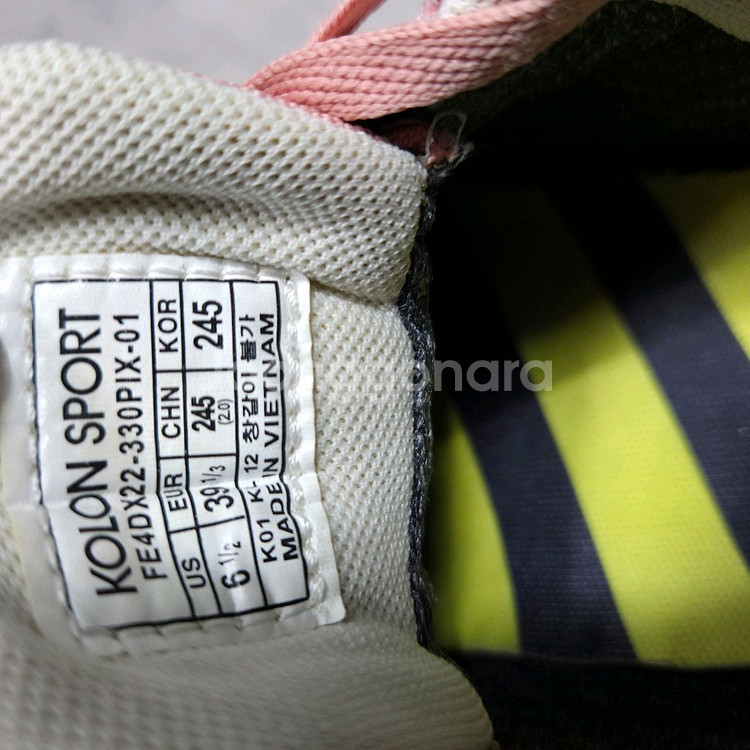 KOLON SPORT
FE4DX22-330PIX-01
US EUR CHN KOR
6 1/2 39 1/3 245 (2.0) 245
K01 K- 12 창갈이 불가
MADE IN VIETNAM